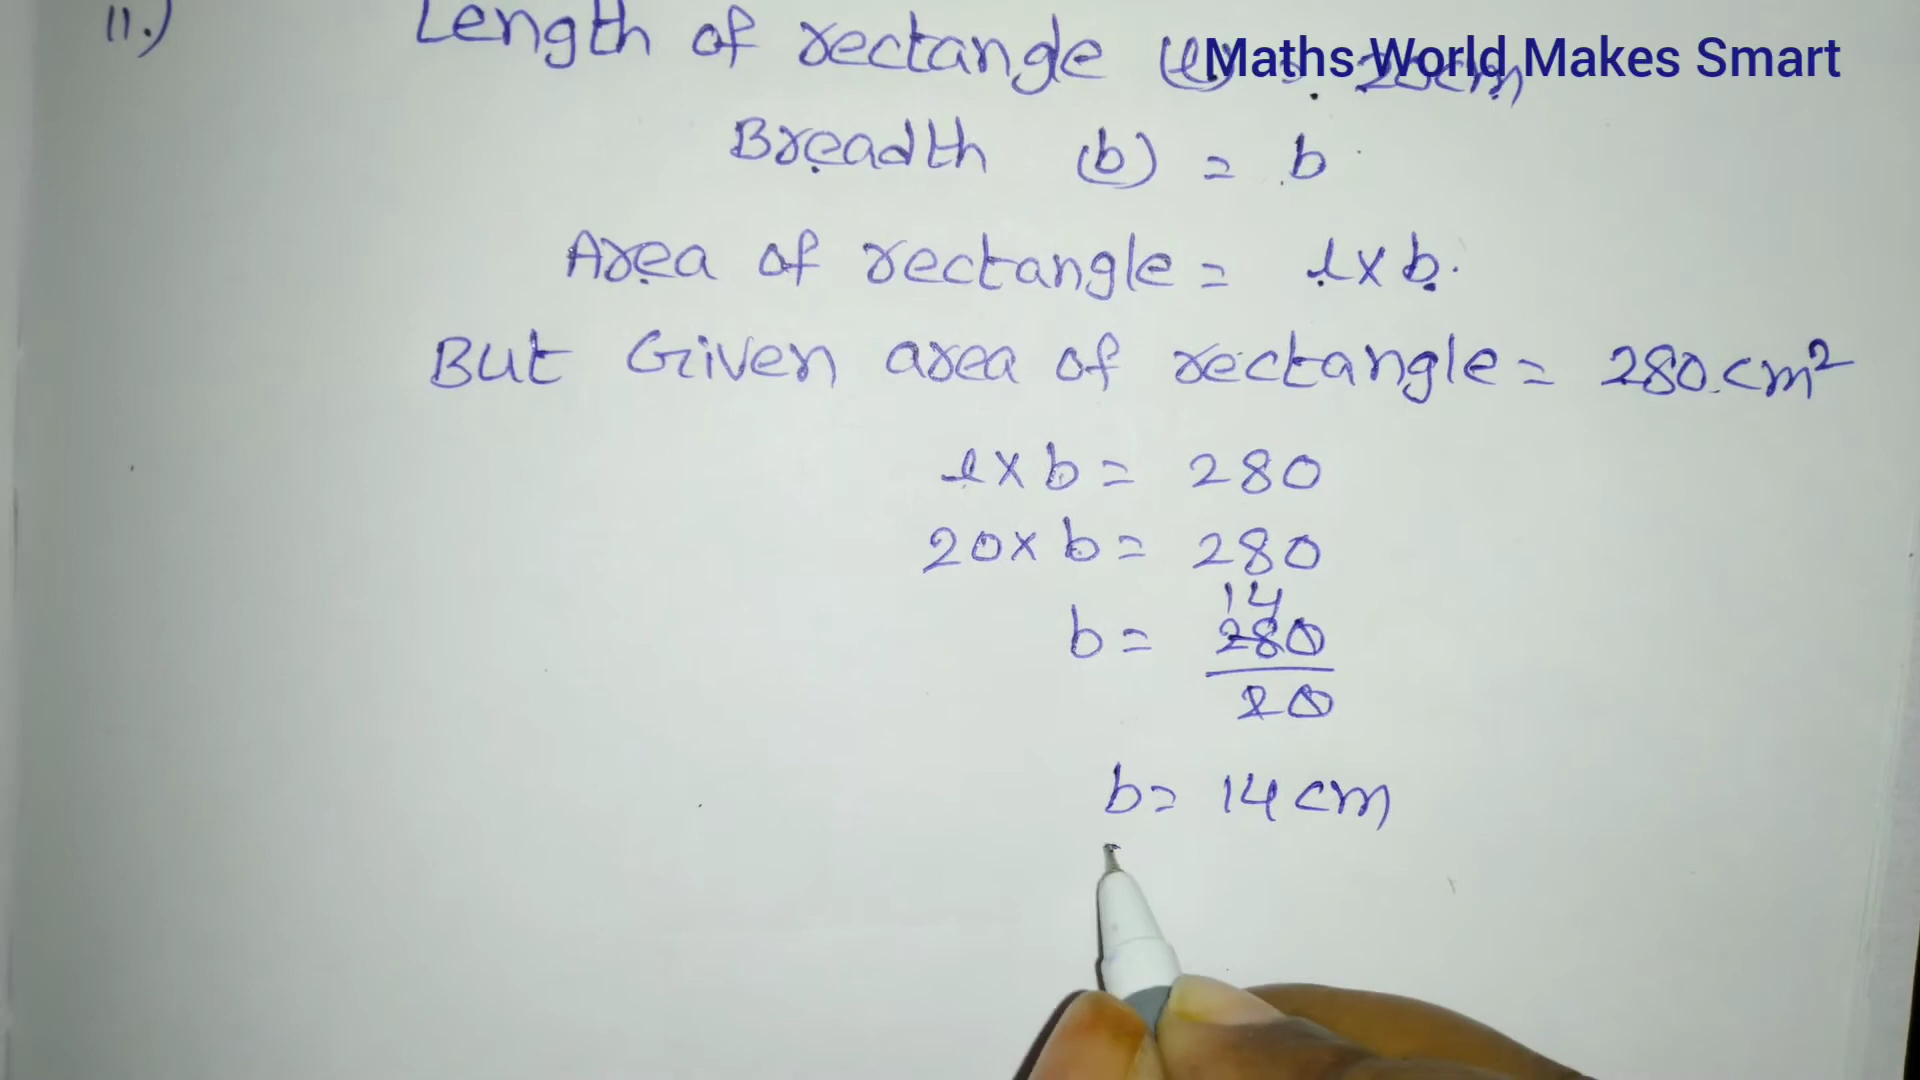 11.) Length of rectangle (l) = 20cm
Maths World Makes Smart
Breadth (b) = b
Area of rectangle = l x b.
But Given area of rectangle = 280 cm²
l x b = 280
20 x b = 280
14
b = 280
20
b = 14 cm